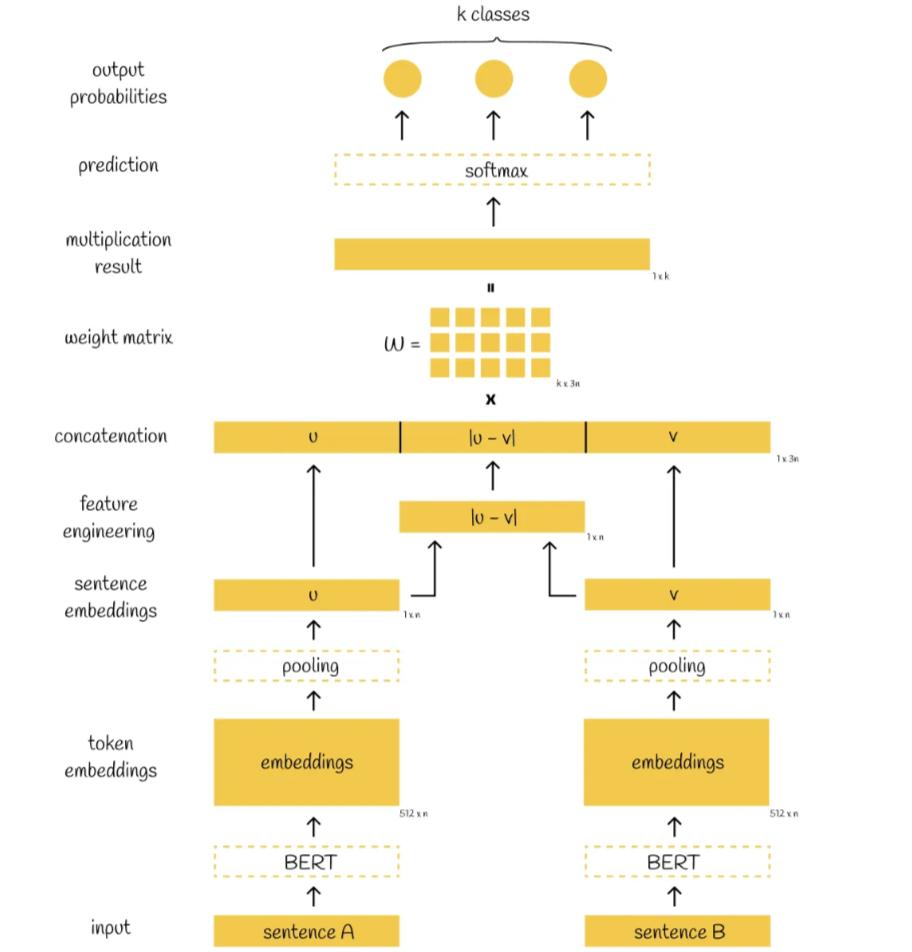 k classes
output
probabilities
prediction
softmax
multiplication
result
1 x k
=
weight matrix
W =
k x 3n
x
concatenation
u
|u - v|
v
1 x 3n
feature
engineering
|u - v|
1 x n
sentence
embeddings
u
v
1 x n
1 x n
pooling
pooling
token
embeddings
embeddings
embeddings
512 x n
512 x n
BERT
BERT
input
sentence A
sentence B